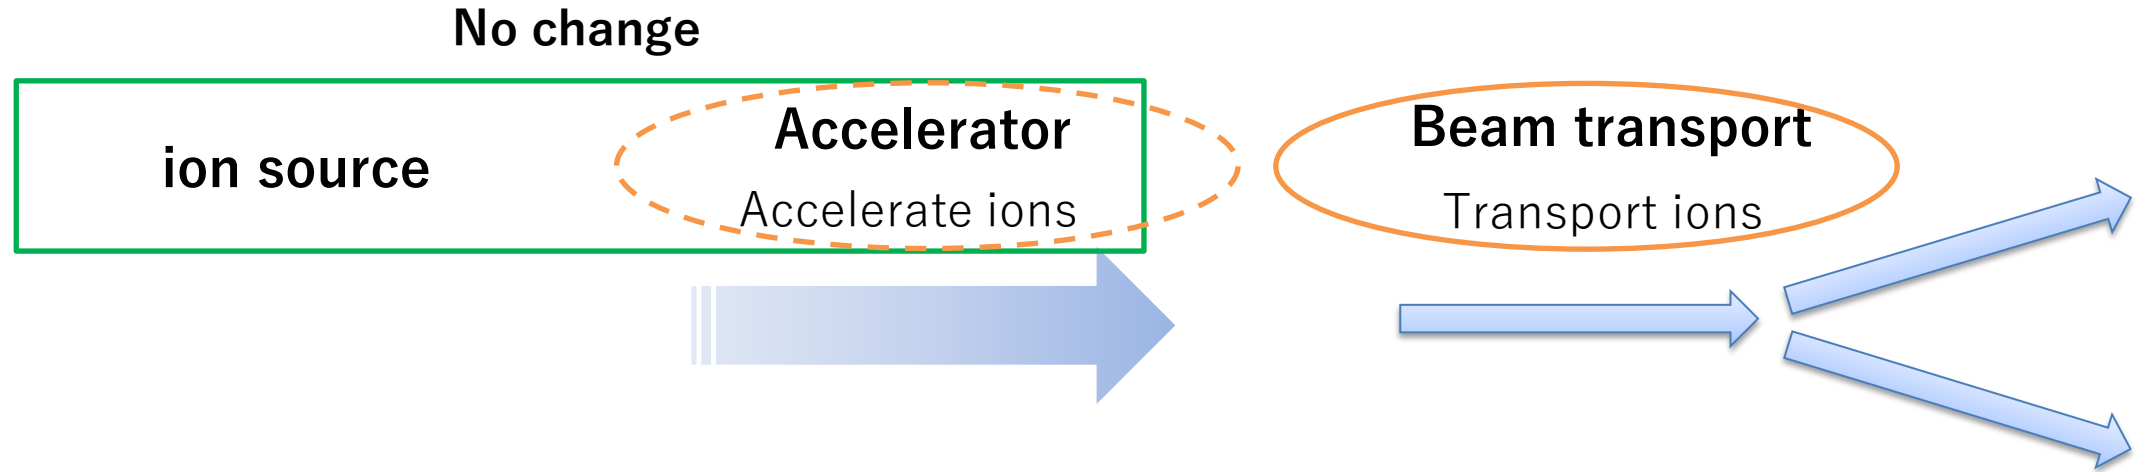 No change
ion source
Accelerator
Accelerate ions
Beam transport
Transport ions